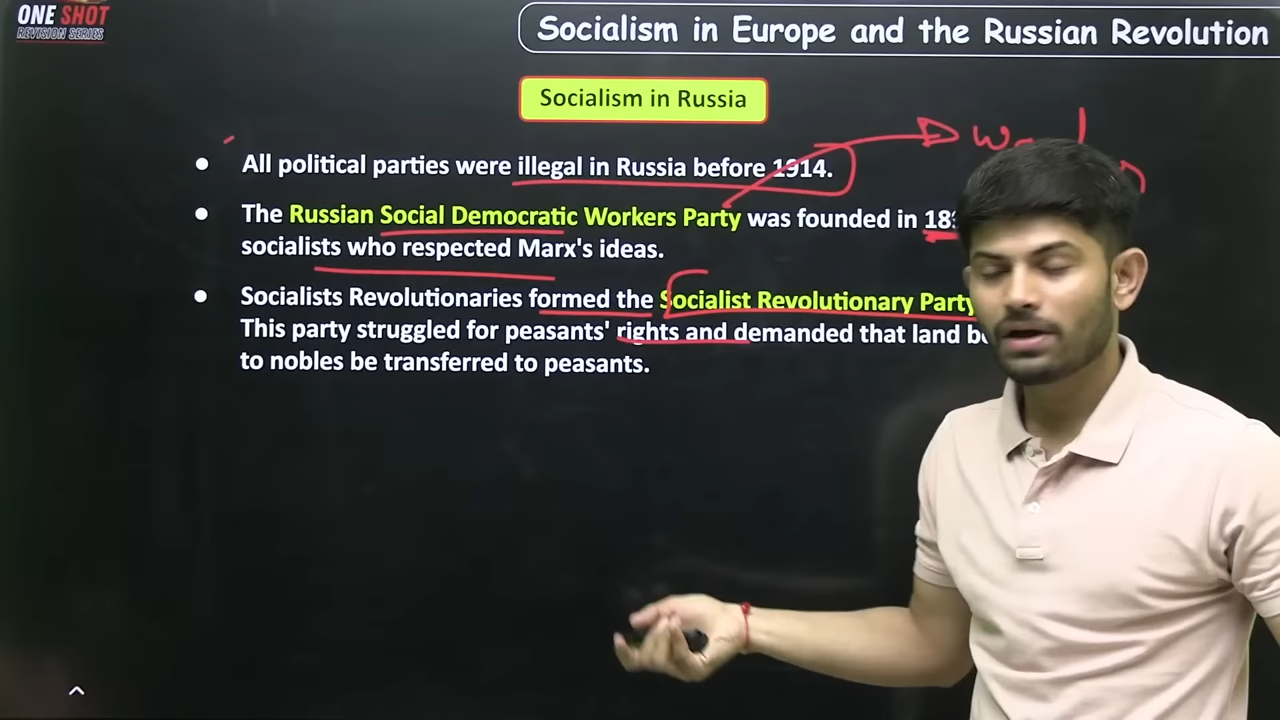 ONE SHOT
REVISION SERIES
Socialism in Europe and the Russian Revolution
Socialism in Russia
• All political parties were illegal in Russia before 1914.
• The Russian Social Democratic Workers Party was founded in
socialists who respected Marx's ideas.
• Socialists Revolutionaries formed the Socialist Revolutionary Party
This party struggled for peasants' rights and demanded that land
to nobles be transferred to peasants.